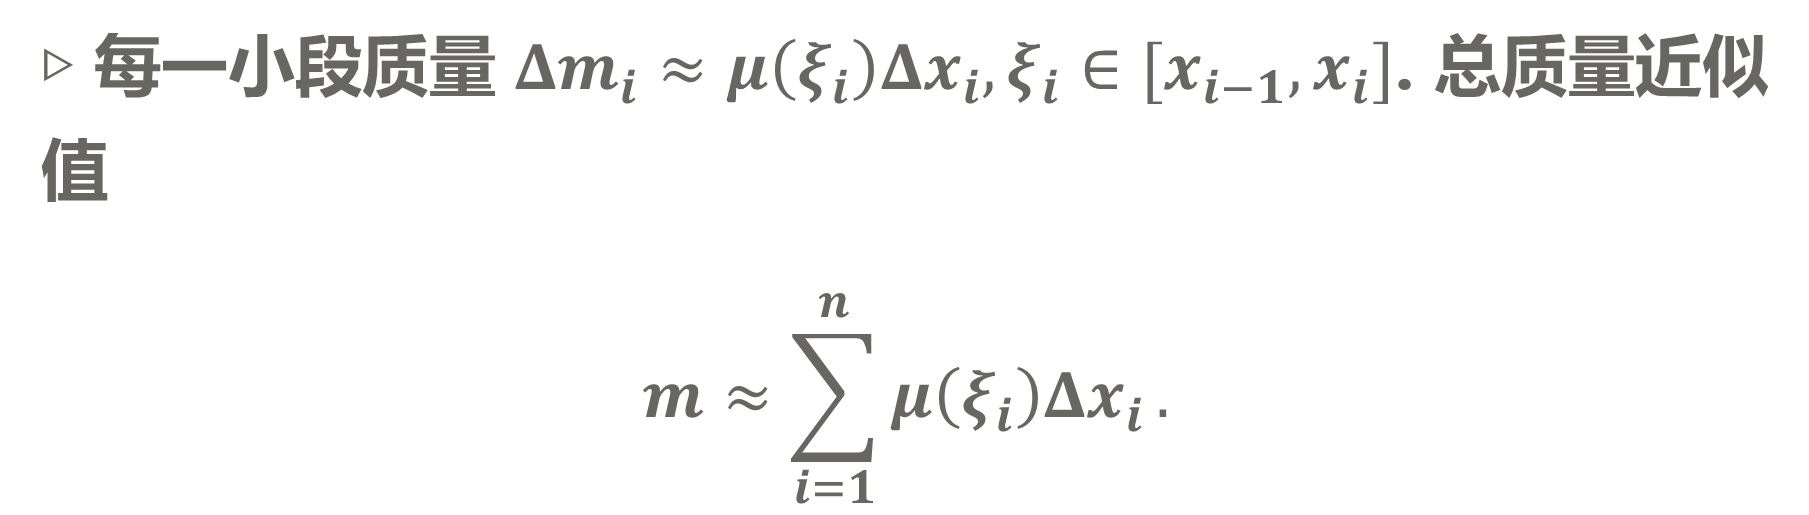 ▷ 每一小段质量 Δm_i ≈ μ(ξ_i)Δx_i, ξ_i ∈ [x_{i−1}, x_i]. 总质量近似
值
m ≈ ∑_{i=1}^{n} μ(ξ_i)Δx_i .